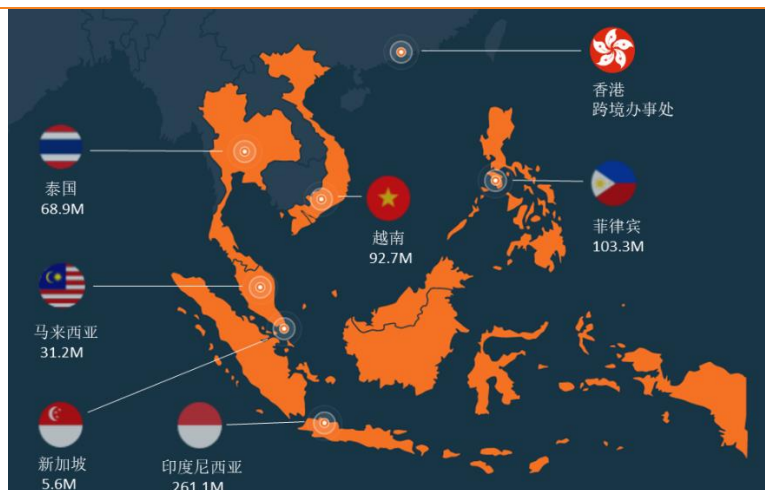 香港
跨境办事处
泰国
68.9M
越南
92.7M
菲律宾
103.3M
马来西亚
31.2M
新加坡
5.6M
印度尼西亚
261.1M